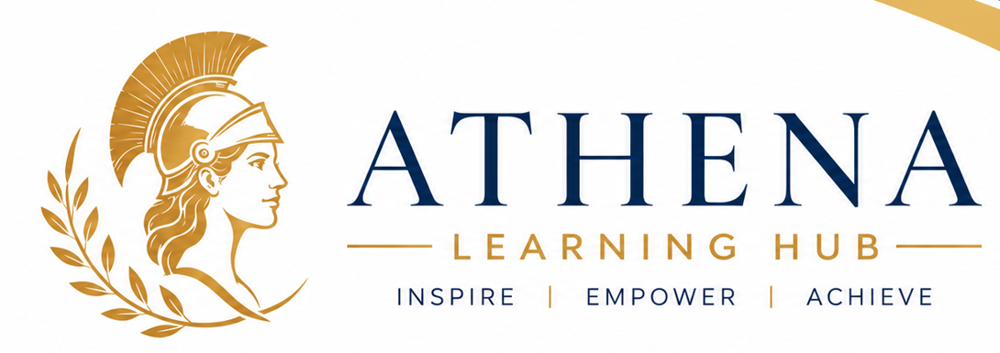 ATHENA
LEARNING HUB
INSPIRE | EMPOWER | ACHIEVE